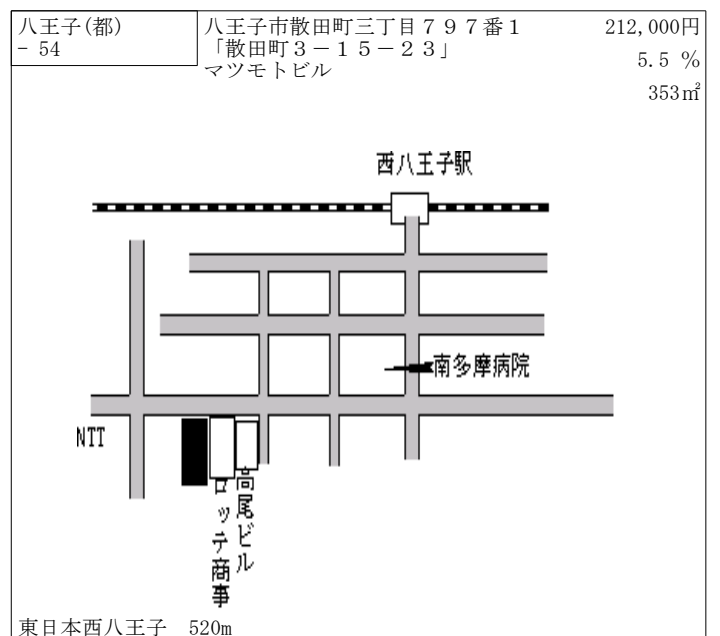 八王子(都)
- 54
八王子市散田町三丁目７９７番１
「散田町３－１５－２３」
マツモトビル
212,000円
5.5 %
353㎡
西八王子駅
南多摩病院
NTT
高尾ビル
ロッテ商事
東日本西八王子 520m